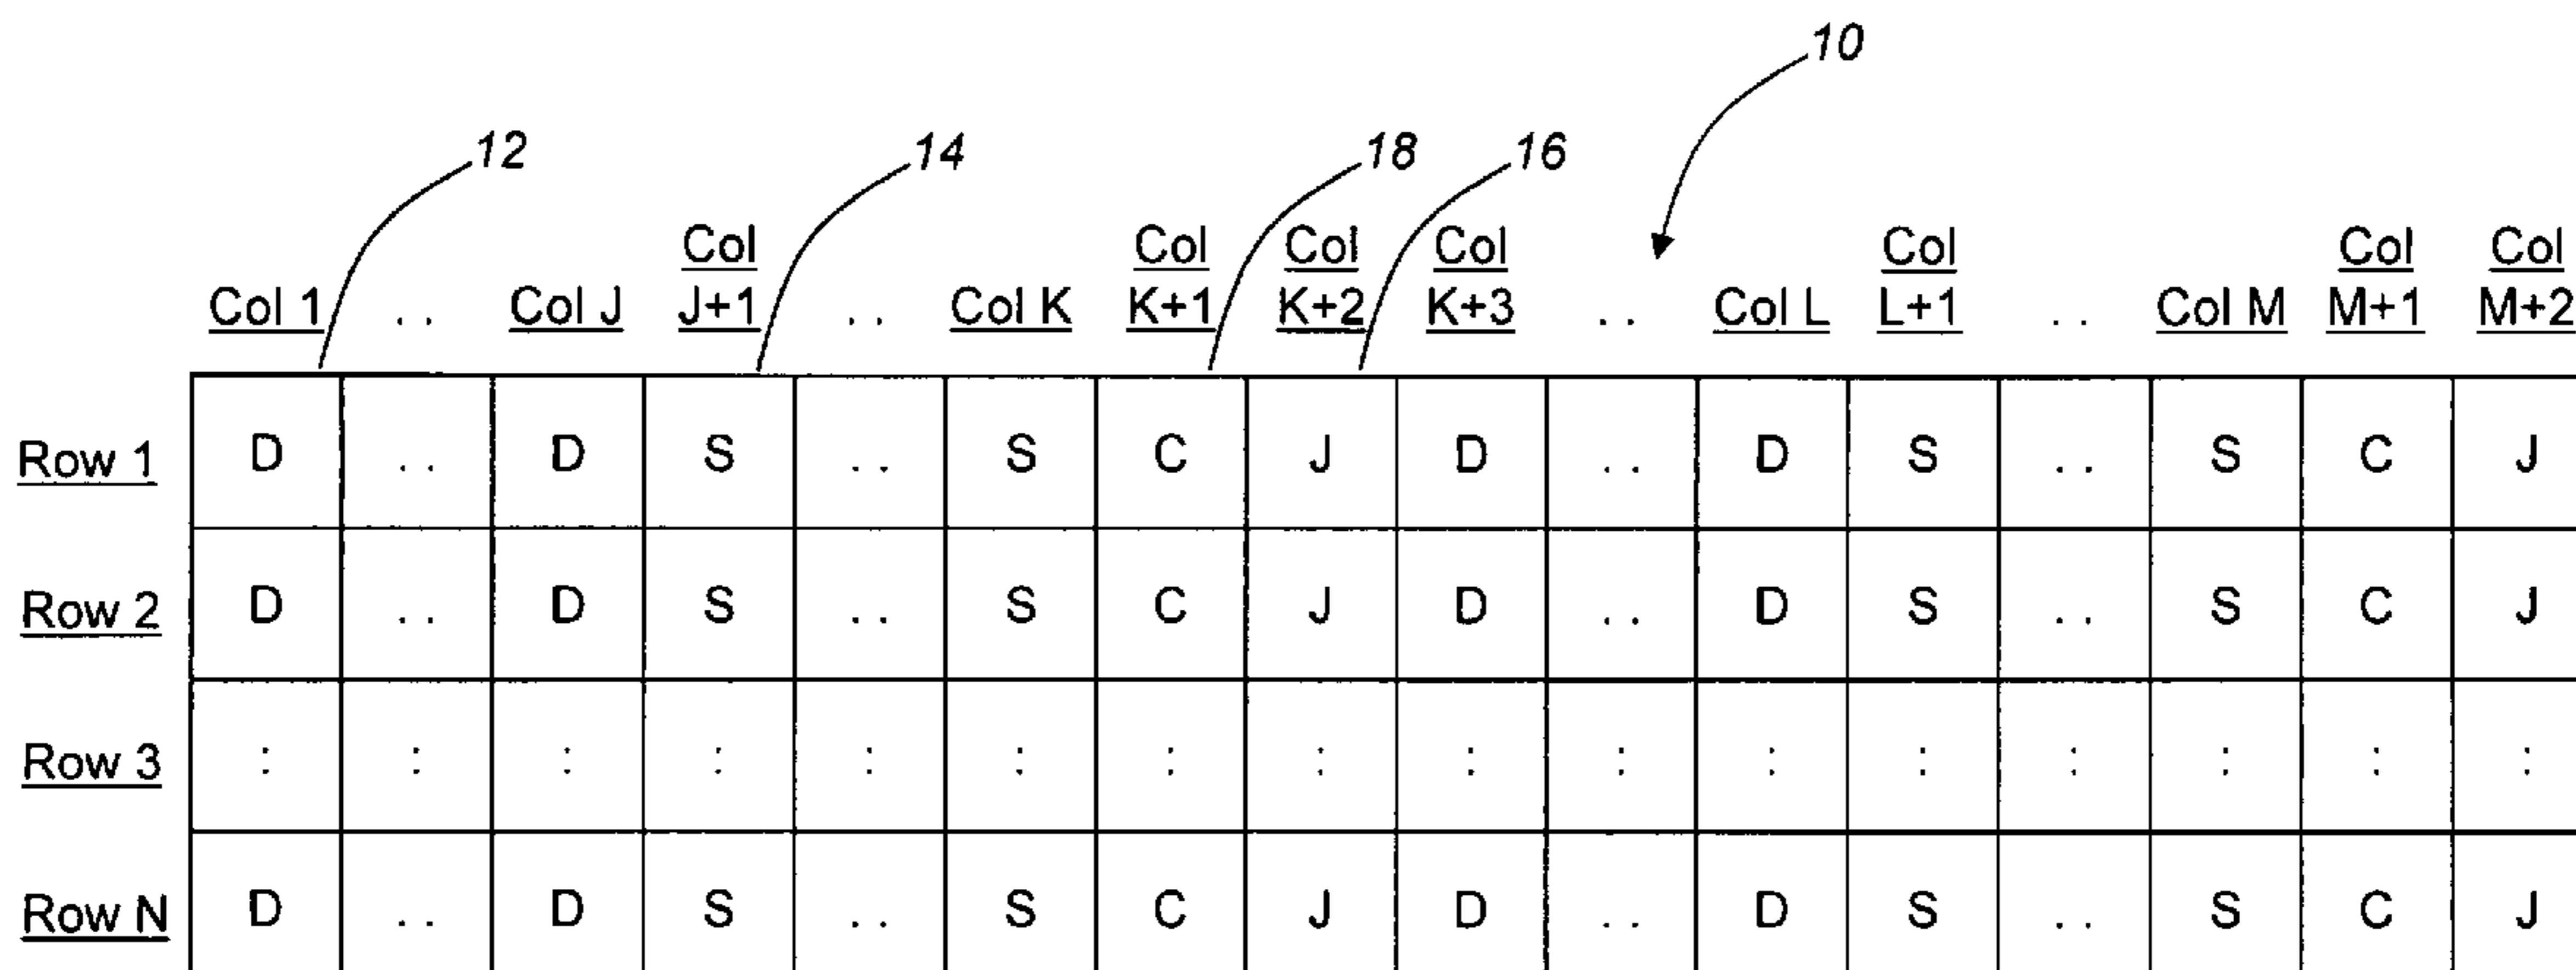 10
12 14 18 16
Col Col Col Col Col Col Col
Col 1 .. Col J J+1 .. Col K K+1 K+2 K+3 .. Col L L+1 .. Col M M+1 M+2
Row 1 D .. D S .. S C J D .. D S .. S C J
Row 2 D .. D S .. S C J D .. D S .. S C J
Row 3 : : : : : : : : : : : : : : : :
Row N D .. D S .. S C J D .. D S .. S C J